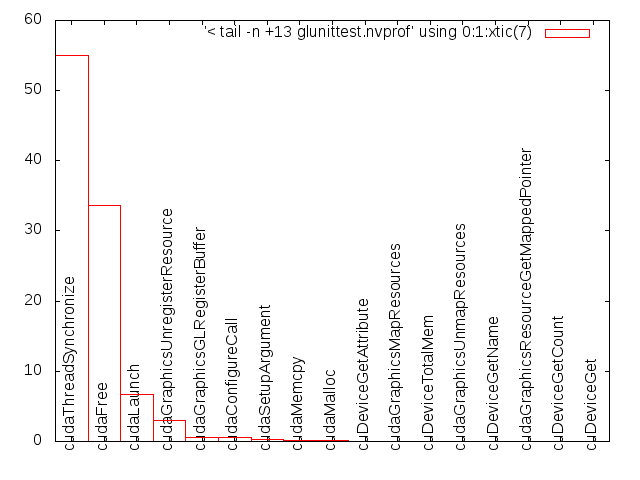 '< tail -n +13 glunittest.nvprof' using 0:1:xtic(7)
60
50
40
30
20
10
0
cudaThreadSynchronize
cudaFree
cudaLaunch
cudaGraphicsUnregisterResource
cudaGraphicsGLRegisterBuffer
cudaConfigureCall
cudaSetupArgument
cudaMemcpy
cudaMalloc
cuDeviceGetAttribute
cudaGraphicsMapResources
cuDeviceTotalMem
cudaGraphicsUnmapResources
cuDeviceGetName
cudaGraphicsResourceGetMappedPointer
cuDeviceGetCount
cuDeviceGet